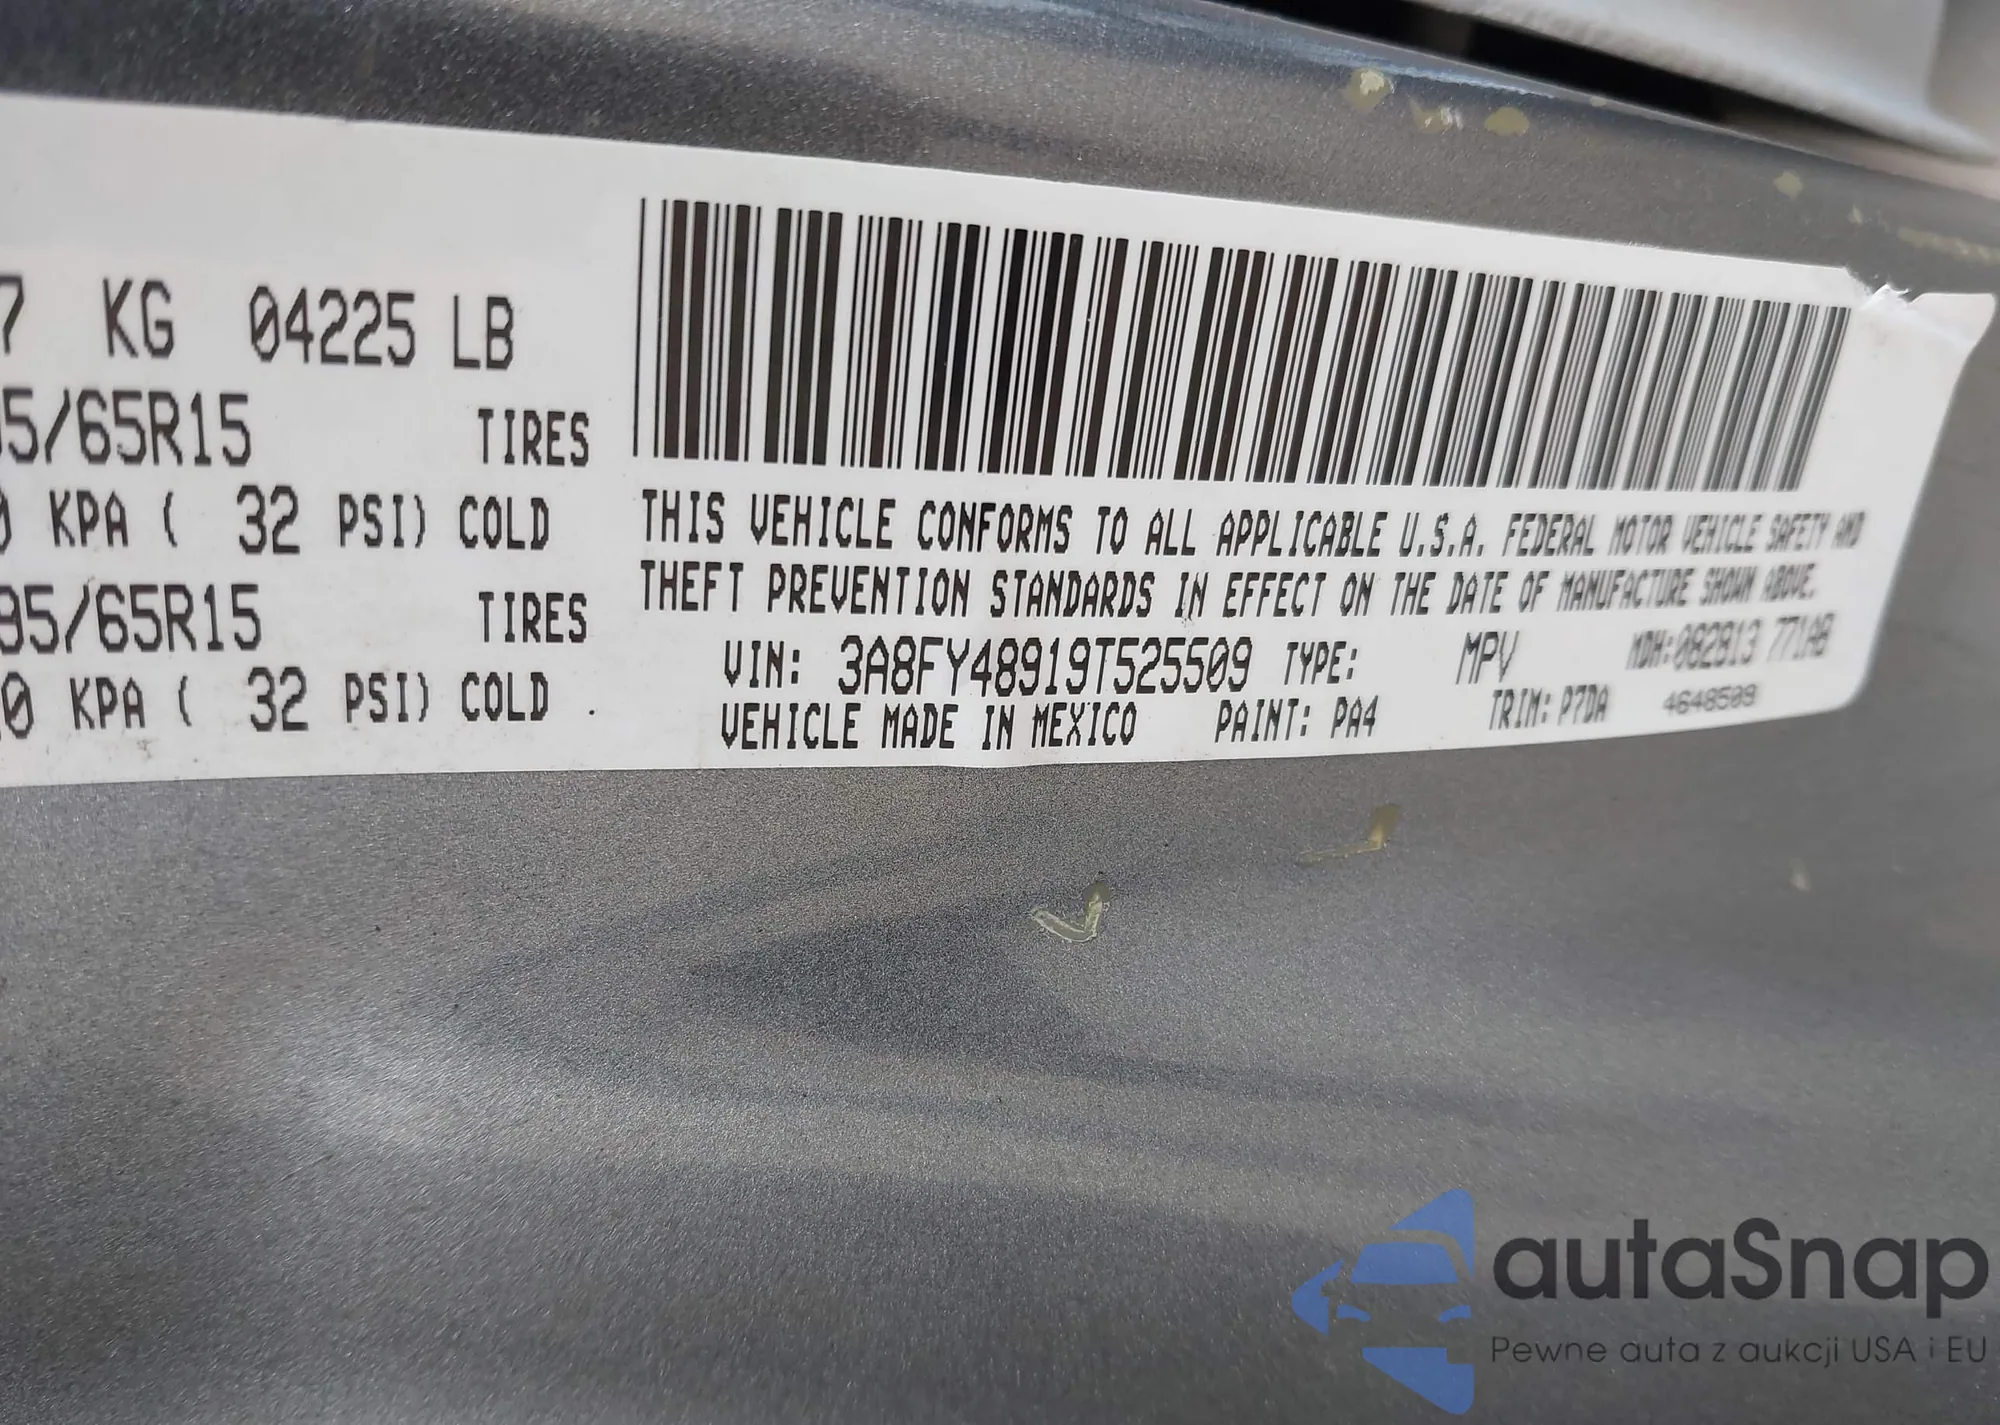 7 KG 04225 LB
5/65R15 TIRES
0 KPA ( 32 PSI) COLD
95/65R15 TIRES
0 KPA ( 32 PSI) COLD .
THIS VEHICLE CONFORMS TO ALL APPLICABLE U.S.A. FEDERAL MOTOR VEHICLE SAFETY AND
THEFT PREVENTION STANDARDS IN EFFECT ON THE DATE OF MANUFACTURE SHOWN ABOVE.
VIN: 3A8FY48919T525509 TYPE: MPV MDH:082813 771AB
VEHICLE MADE IN MEXICO PAINT: PA4 TRIM: P7DA 4648509
autaSnap
Pewne auta z aukcji USA i EU